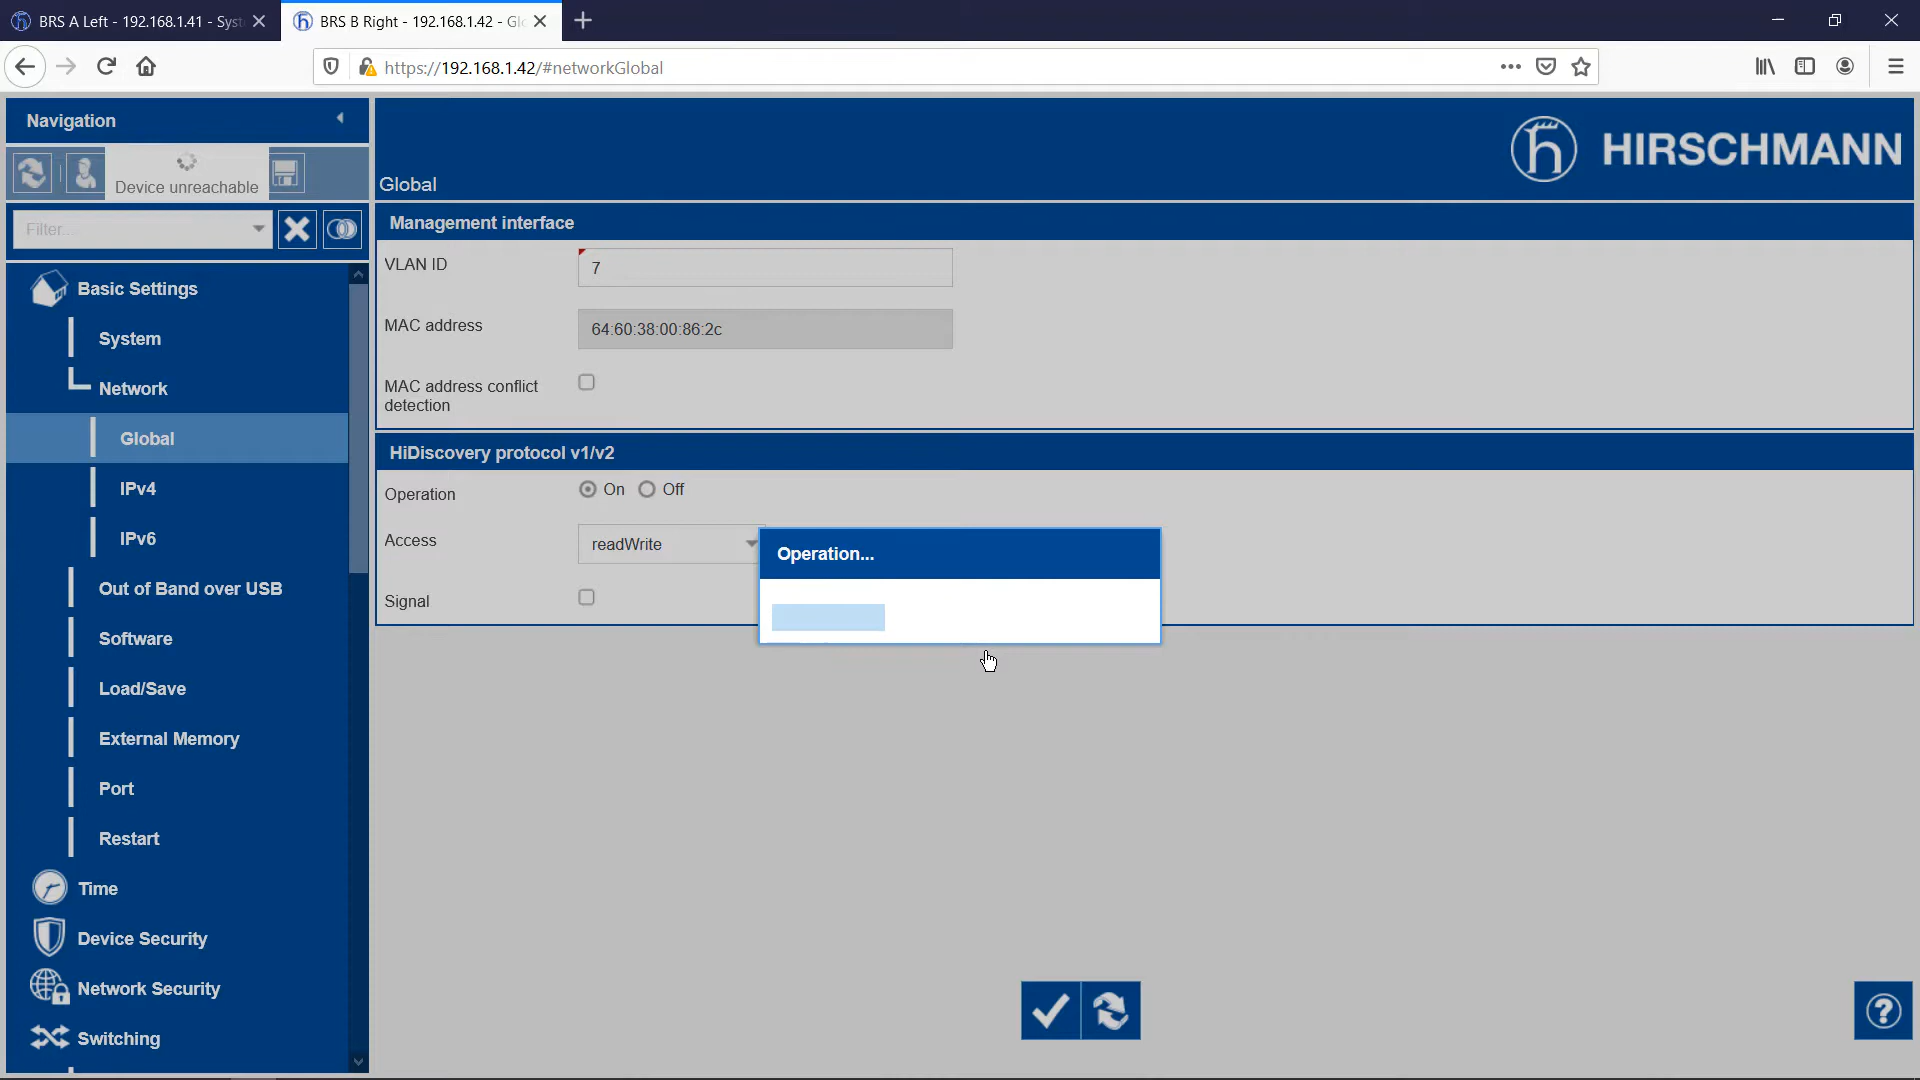 BRS A Left - 192.168.1.41 - Syst
BRS B Right - 192.168.1.42 - Glo
https://192.168.1.42/#networkGlobal
Navigation
Device unreachable
Filter...
Basic Settings
System
Network
Global
IPv4
IPv6
Out of Band over USB
Software
Load/Save
External Memory
Port
Restart
Time
Device Security
Network Security
Switching
HIRSCHMANN
Global
Management interface
VLAN ID
7
MAC address
64:60:38:00:86:2c
MAC address conflict
detection
HiDiscovery protocol v1/v2
Operation
On
Off
Access
readWrite
Signal
Operation...